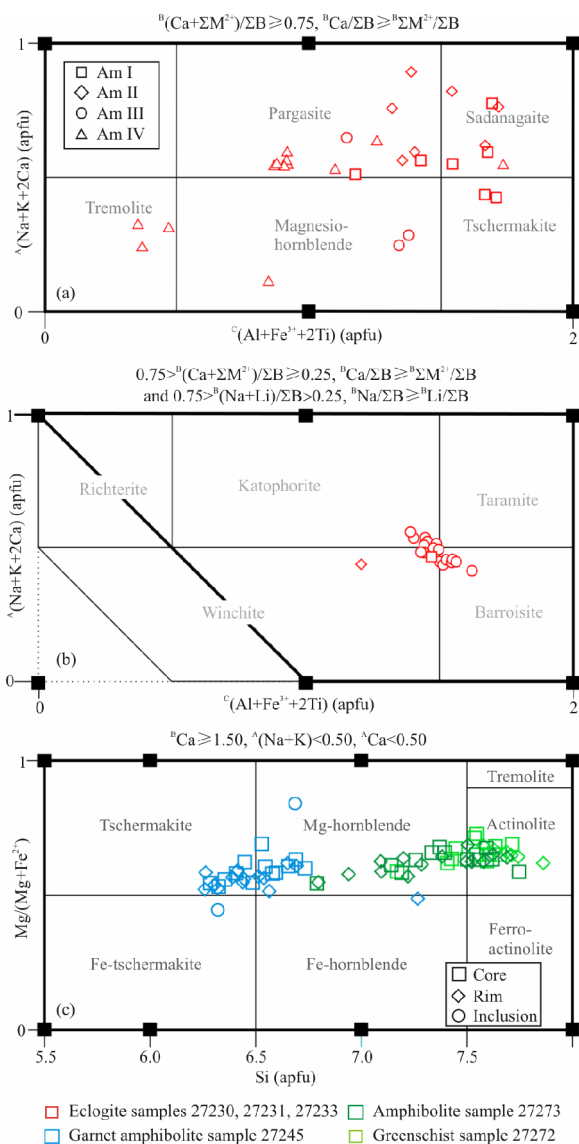 ᴮ(Ca+ΣM²⁺)/ΣB≥0.75, ᴮCa/ΣB≥ᴮΣM²⁺/ΣB
1
Am I
Am II
Am III
Am IV
Pargasite
Sadanagaite
Tremolite
Magnesio-
hornblende
Tschermakite
ᴬ(Na+K+2Ca) (apfu)
(a)
0
0
ᶜ(Al+Fe³⁺+2Ti) (apfu)
2
0.75>ᴮ(Ca+ΣM²⁺)/ΣB≥0.25, ᴮCa/ΣB≥ᴮΣM²⁺/ΣB
and 0.75>ᴮ(Na+Li)/ΣB>0.25, ᴮNa/ΣB≥ᴮLi/ΣB
1
Richterite
Katophorite
Taramite
Winchite
Barroisite
ᴬ(Na+K+2Ca) (apfu)
(b)
0
0
ᶜ(Al+Fe³⁺+2Ti) (apfu)
2
ᴮCa≥1.50, ᴬ(Na+K)<0.50, ᴬCa<0.50
1
Tremolite
Tschermakite
Mg-hornblende
Actinolite
Mg/(Mg+Fe²⁺)
Fe-tschermakite
Fe-hornblende
Ferro-
actinolite
Core
Rim
Inclusion
(c)
0
5.5
6.0
6.5
7.0
7.5
Si (apfu)
Eclogite samples 27230, 27231, 27233
Amphibolite sample 27273
Garnet amphibolite sample 27245
Greenschist sample 27272